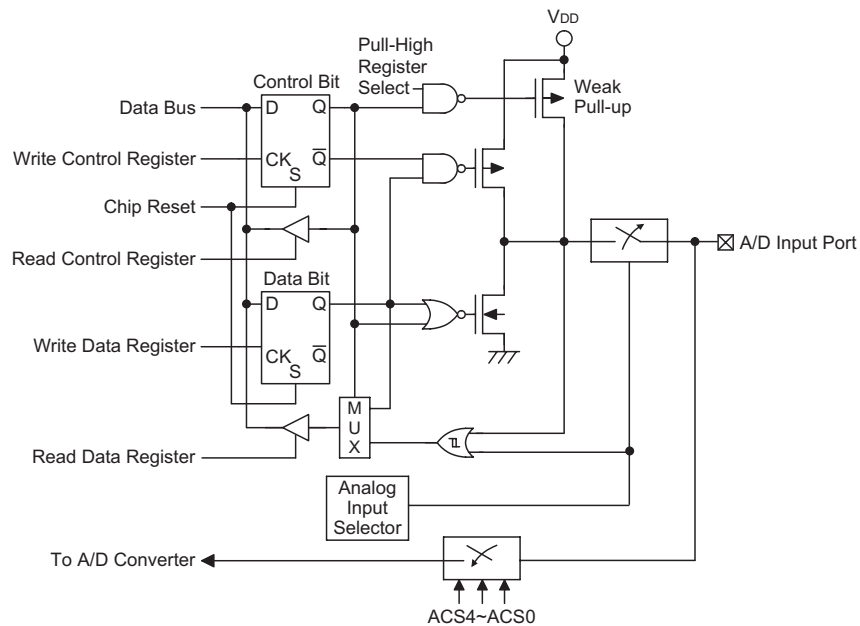 VDD
Pull-High
Register
Select
Control Bit
Weak
Pull-up
Data Bus
D
Q
Write Control Register
CK
Q̅
S
Chip Reset
Read Control Register
A/D Input Port
Data Bit
D
Q
Write Data Register
CK
Q̅
S
M
U
X
Read Data Register
Analog
Input
Selector
To A/D Converter
ACS4~ACS0